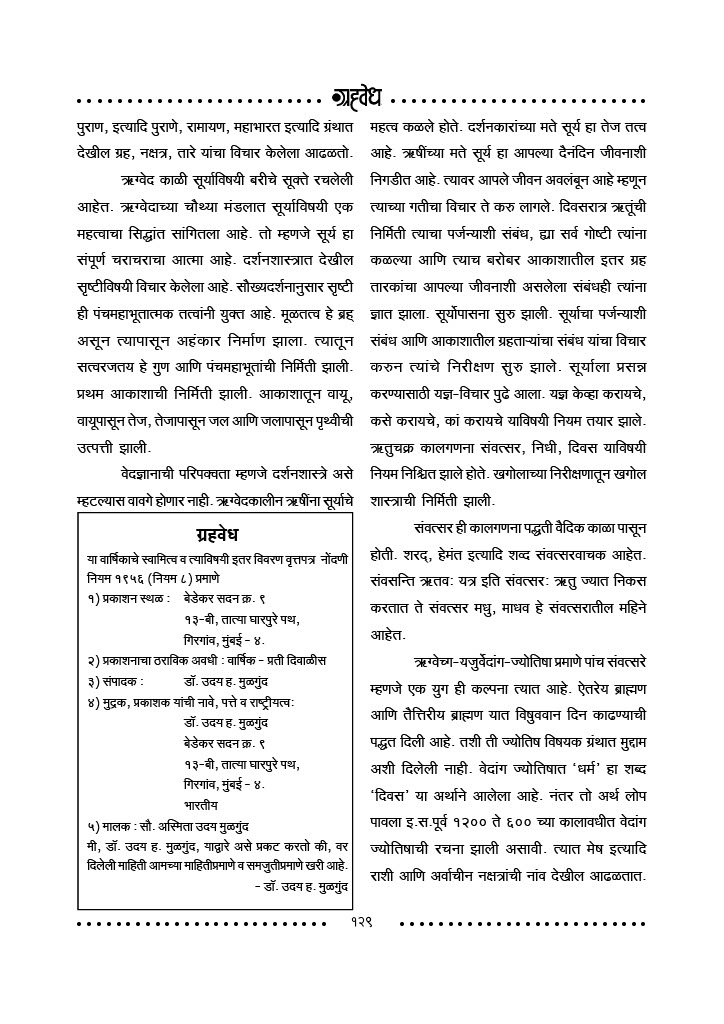 ग्रहवेध
पुराण, इत्यादि पुराणे, रामायण, महाभारत इत्यादि ग्रंथात
देखील ग्रह, नक्षत्र, तारे यांचा विचार केलेला आढळतो.
ऋग्वेद काळी सूर्याविषयी बरीचे सूक्ते रचलेली
आहेत. ऋग्वेदाच्या चौथ्या मंडलात सूर्याविषयी एक
महत्वाचा सिद्धांत सांगितला आहे. तो म्हणजे सूर्य हा
संपूर्ण चराचराचा आत्मा आहे. दर्शनशास्त्रात देखील
सृष्टीविषयी विचार केलेला आहे. सौख्यदर्शनानुसार सृष्टी
ही पंचमहाभूतात्मक तत्वांनी युक्त आहे. मूळतत्व हे ब्रह्
असून त्यापासून अहंकार निर्माण झाला. त्यातून
सत्वरजतय हे गुण आणि पंचमहाभूतांची निर्मिती झाली.
प्रथम आकाशाची निर्मिती झाली. आकाशातून वायू,
वायूपासून तेज, तेजापासून जल आणि जलापासून पृथ्वीची
उत्पत्ती झाली.
वेदज्ञानाची परिपक्वता म्हणजे दर्शनशास्त्रे असे
म्हटल्यास वावगे होणार नाही. ऋग्वेदकालीन ऋषींना सूर्याचे
ग्रहवेध
या वार्षिकाचे स्वामित्व व त्याविषयी इतर विवरण वृत्तपत्र नोंदणी
नियम १९५६ (नियम ८) प्रमाणे
१) प्रकाशन स्थळ : बेडेकर सदन क्र. ९
१३-बी, तात्या घारपुरे पथ,
गिरगांव, मुंबई - ४.
२) प्रकाशनाचा ठराविक अवधी : वार्षिक - प्रती दिवाळीस
३) संपादक : डॉ. उदय ह. मुळगुंद
४) मुद्रक, प्रकाशक यांची नावे, पत्ते व राष्ट्रीयत्व:
डॉ. उदय ह. मुळगुंद
बेडेकर सदन क्र. ९
१३-बी, तात्या घारपुरे पथ,
गिरगांव, मुंबई - ४.
भारतीय
५) मालक : सौ. अस्मिता उदय मुळगुंद
मी, डॉ. उदय ह. मुळगुंद, याद्वारे असे प्रकट करतो की, वर
दिलेली माहिती आमच्या माहितीप्रमाणे व समजुतीप्रमाणे खरी आहे.
- डॉ. उदय ह. मुळगुंद
महत्व कळले होते. दर्शनकारांच्या मते सूर्य हा तेज तत्व
आहे. ऋषींच्या मते सूर्य हा आपल्या दैनंदिन जीवनाशी
निगडीत आहे. त्यावर आपले जीवन अवलंबून आहे म्हणून
त्याच्या गतीचा विचार ते करु लागले. दिवसरात्र ऋतूंची
निर्मिती त्याचा पर्जन्याशी संबंध, ह्या सर्व गोष्टी त्यांना
कळल्या आणि त्याच बरोबर आकाशातील इतर ग्रह
तारकांचा आपल्या जीवनाशी असलेला संबंधही त्यांना
ज्ञात झाला. सूर्योपासना सुरु झाली. सूर्याचा पर्जन्याशी
संबंध आणि आकाशातील ग्रहताऱ्यांचा संबंध यांचा विचार
करुन त्यांचे निरीक्षण सुरु झाले. सूर्याला प्रसन्न
करण्यासाठी यज्ञ-विचार पुढे आला. यज्ञ केव्हा करायचे,
कसे करायचे, कां करायचे याविषयी नियम तयार झाले.
ऋतुचक्र कालगणना संवत्सर, निधी, दिवस याविषयी
नियम निश्चित झाले होते. खगोलाच्या निरीक्षणातून खगोल
शास्त्राची निर्मिती झाली.
संवत्सर ही कालगणना पद्धती वैदिक काळा पासून
होती. शरद्, हेमंत इत्यादि शव्द संवत्सरवाचक आहेत.
संवसन्ति ऋतव: यत्र इति संवत्सर: ऋतु ज्यात निकस
करतात ते संवत्सर मधु, माधव हे संवत्सरातील महिने
आहेत.
ऋग्वेच्ग-यजुर्वेदांग-ज्योतिषा प्रमाणे पांच संवत्सरे
म्हणजे एक युग ही कल्पना त्यात आहे. ऐतरेय ब्राह्मण
आणि तैत्तिरीय ब्राह्मण यात विषुववान दिन काढण्याची
पद्धत दिली आहे. तशी ती ज्योतिष विषयक ग्रंथात मुद्दाम
अशी दिलेली नाही. वेदांग ज्योतिषात ‘धर्म’ हा शब्द
‘दिवस’ या अर्थाने आलेला आहे. नंतर तो अर्थ लोप
पावला इ.स.पूर्व १२०० ते ६०० च्या कालावधीत वेदांग
ज्योतिषाची रचना झाली असावी. त्यात मेष इत्यादि
राशी आणि अर्वाचीन नक्षत्रांची नांव देखील आढळतात.
१२९